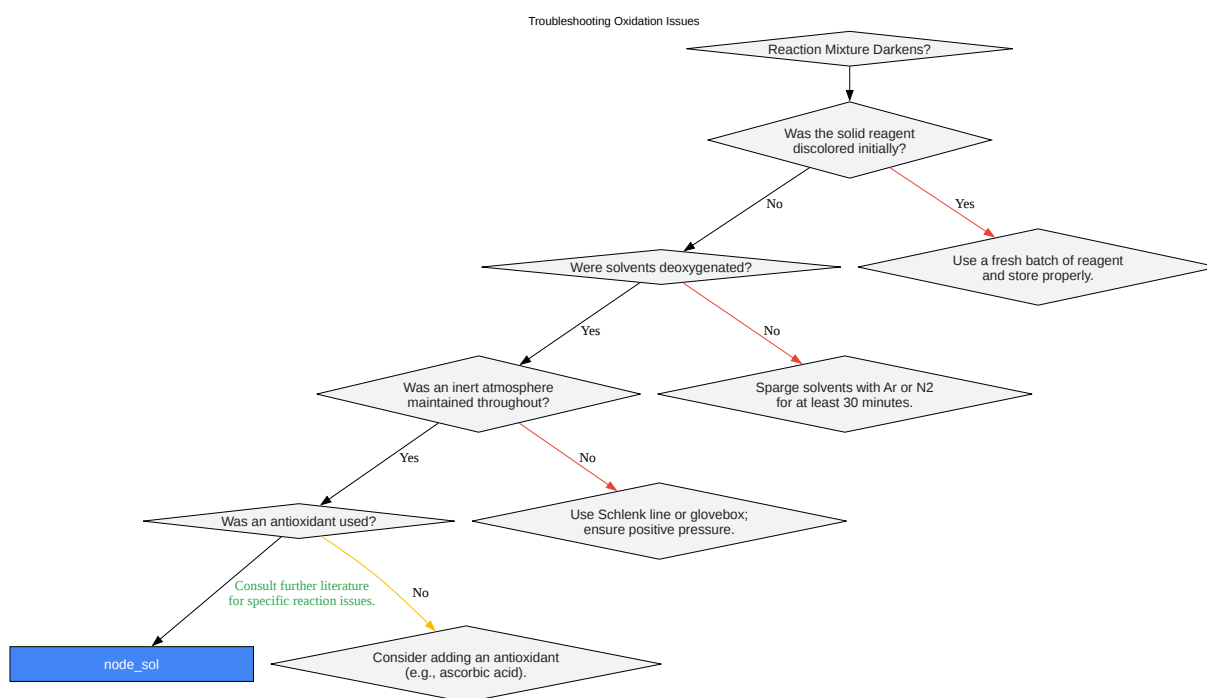 Troubleshooting Oxidation Issues
Reaction Mixture Darkens?
Was the solid reagent
discolored initially?
No
Yes
Were solvents deoxygenated?
Use a fresh batch of reagent
and store properly.
Yes
No
Was an inert atmosphere
maintained throughout?
Sparge solvents with Ar or N2
for at least 30 minutes.
Yes
No
Was an antioxidant used?
Use Schlenk line or glovebox;
ensure positive pressure.
Consult further literature
for specific reaction issues.
No
node_sol
Consider adding an antioxidant
(e.g., ascorbic acid).